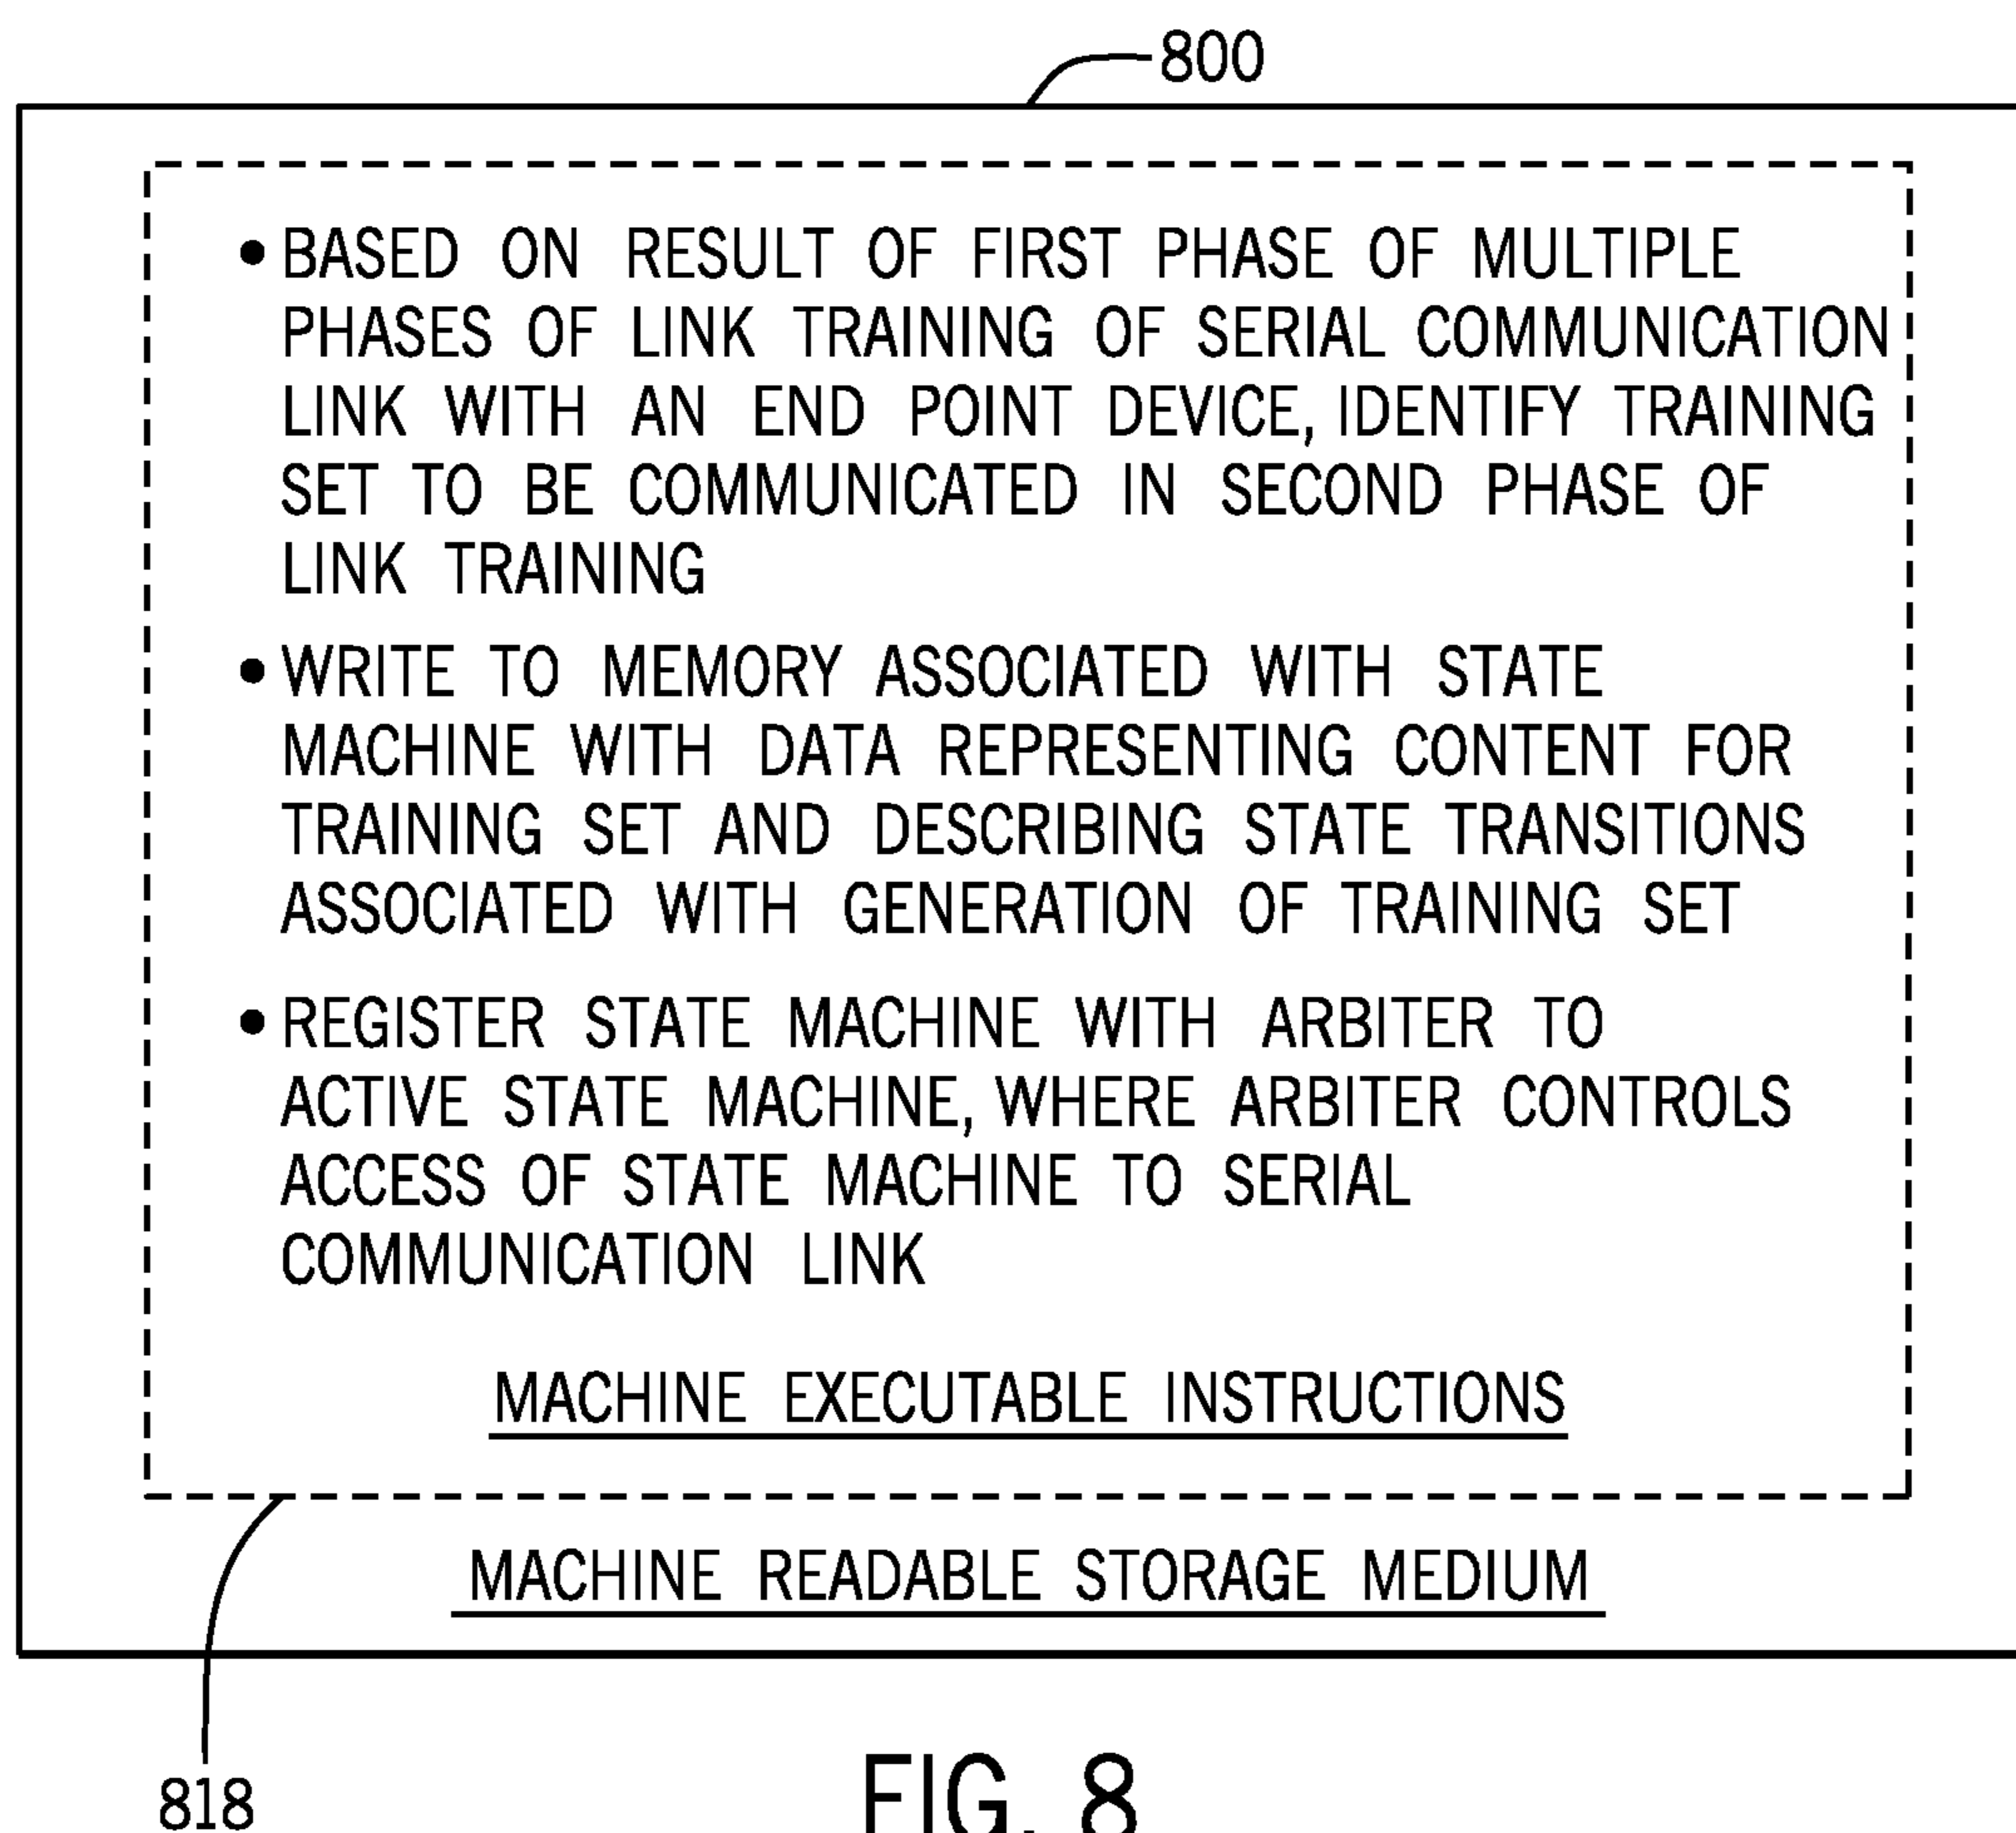 800
• BASED ON RESULT OF FIRST PHASE OF MULTIPLE
PHASES OF LINK TRAINING OF SERIAL COMMUNICATION
LINK WITH AN END POINT DEVICE, IDENTIFY TRAINING
SET TO BE COMMUNICATED IN SECOND PHASE OF
LINK TRAINING
• WRITE TO MEMORY ASSOCIATED WITH STATE
MACHINE WITH DATA REPRESENTING CONTENT FOR
TRAINING SET AND DESCRIBING STATE TRANSITIONS
ASSOCIATED WITH GENERATION OF TRAINING SET
• REGISTER STATE MACHINE WITH ARBITER TO
ACTIVE STATE MACHINE, WHERE ARBITER CONTROLS
ACCESS OF STATE MACHINE TO SERIAL
COMMUNICATION LINK
MACHINE EXECUTABLE INSTRUCTIONS
MACHINE READABLE STORAGE MEDIUM
818
FIG. 8